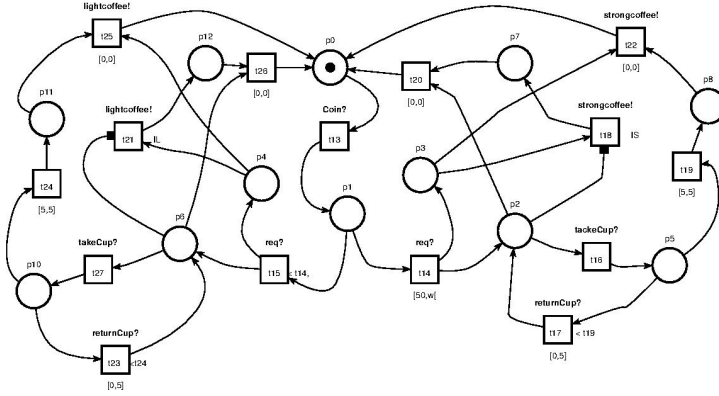 lightcoffee!
t25
[0,0]
p12
t26
[0,0]
p0
p7
t20
[0,0]
strongcoffee!
t22
[0,0]
p11
lightcoffee!
t21
IL
Coin?
t13
strongcoffee!
t18
IS
p8
t24
[5,5]
p4
p3
t19
[5,5]
p6
p1
p2
takeCup?
t27
req?
t15
< t14,
req?
t14
[50,w[
tackeCup?
t16
p5
p10
returnCup?
t23
<t24
[0,5]
returnCup?
t17
< t19
[0,5]